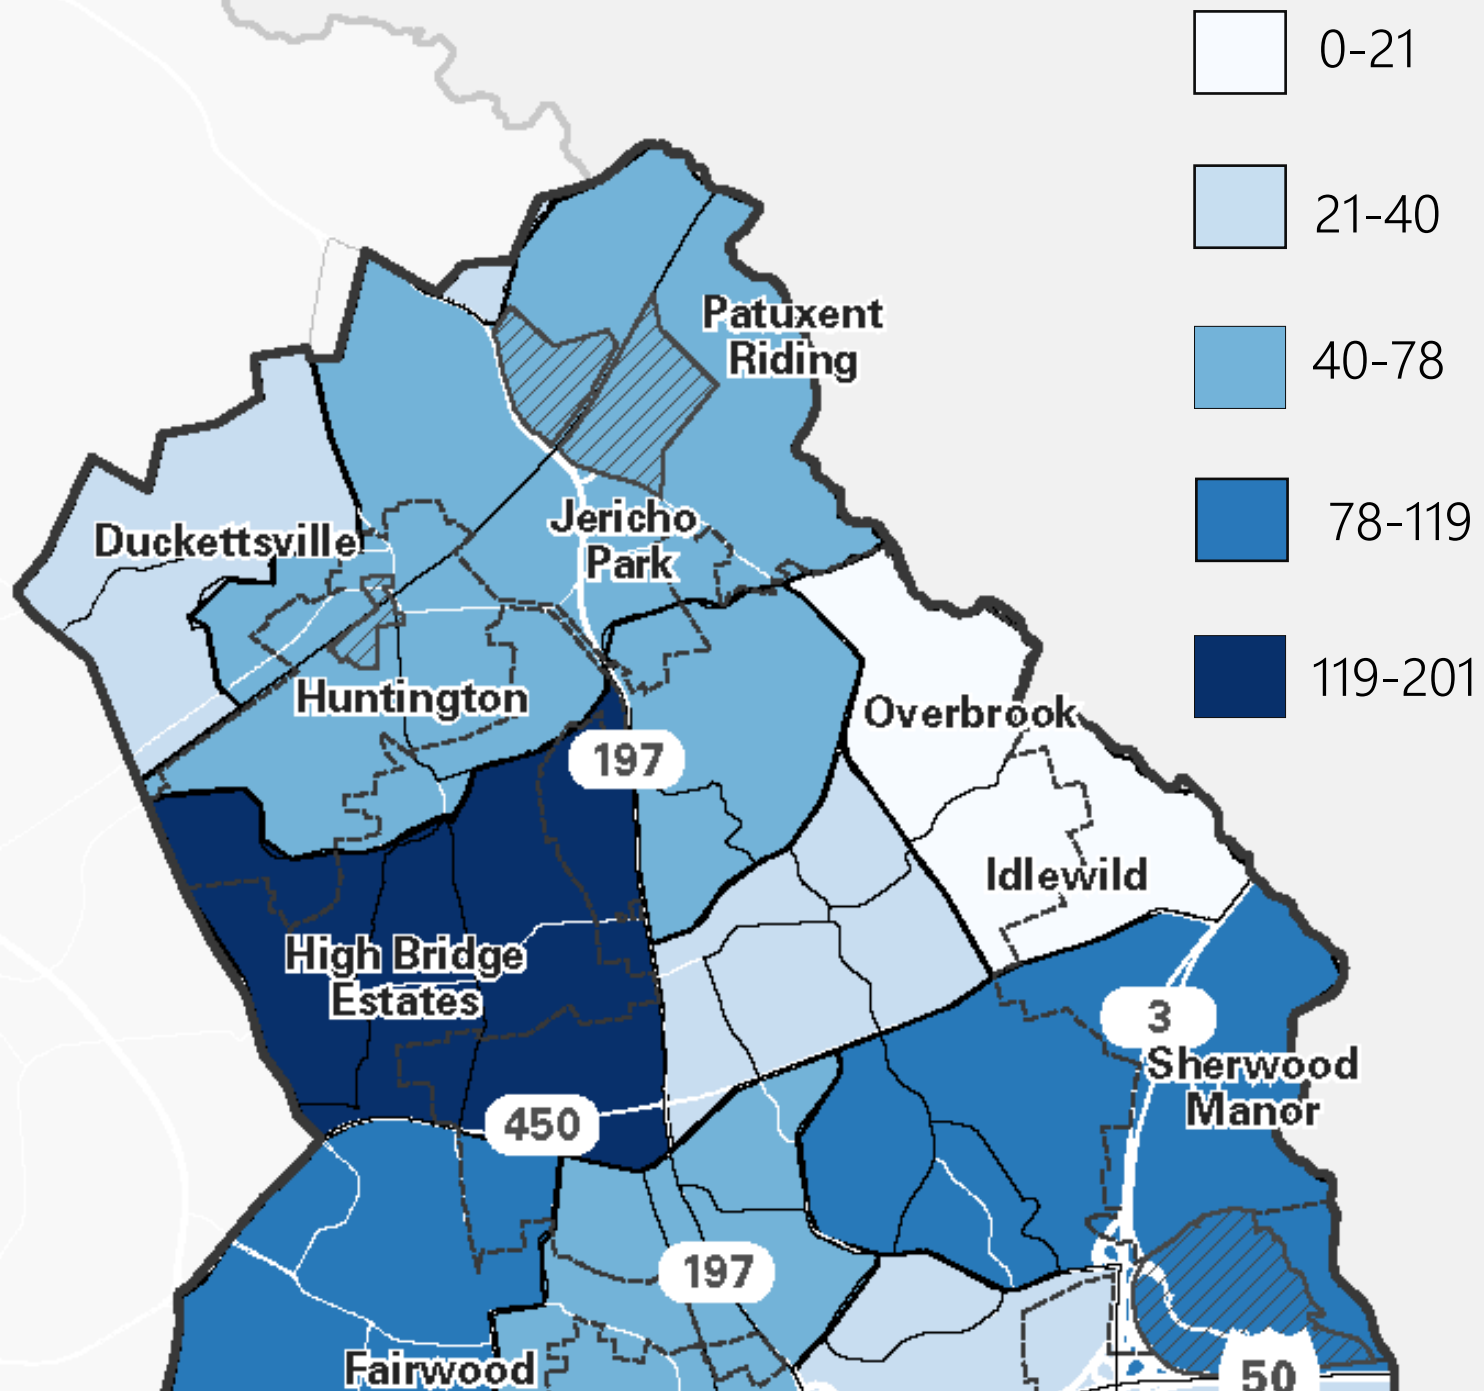 0-21
21-40
Patuxent
Riding
40-78
Jericho
Park
78-119
Duckettsville
Huntington
119-201
Overbrook
197
Idlewild
High Bridge
Estates
3
Sherwood
Manor
450
197
Fairwood
50